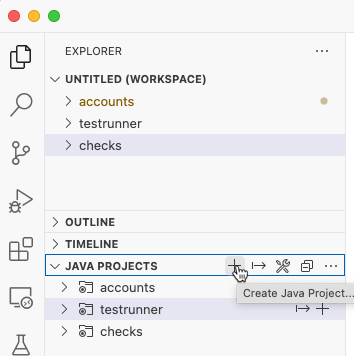 EXPLORER
UNTITLED (WORKSPACE)
accounts
testrunner
checks
OUTLINE
TIMELINE
JAVA PROJECTS
Create Java Project...
accounts
testrunner
checks